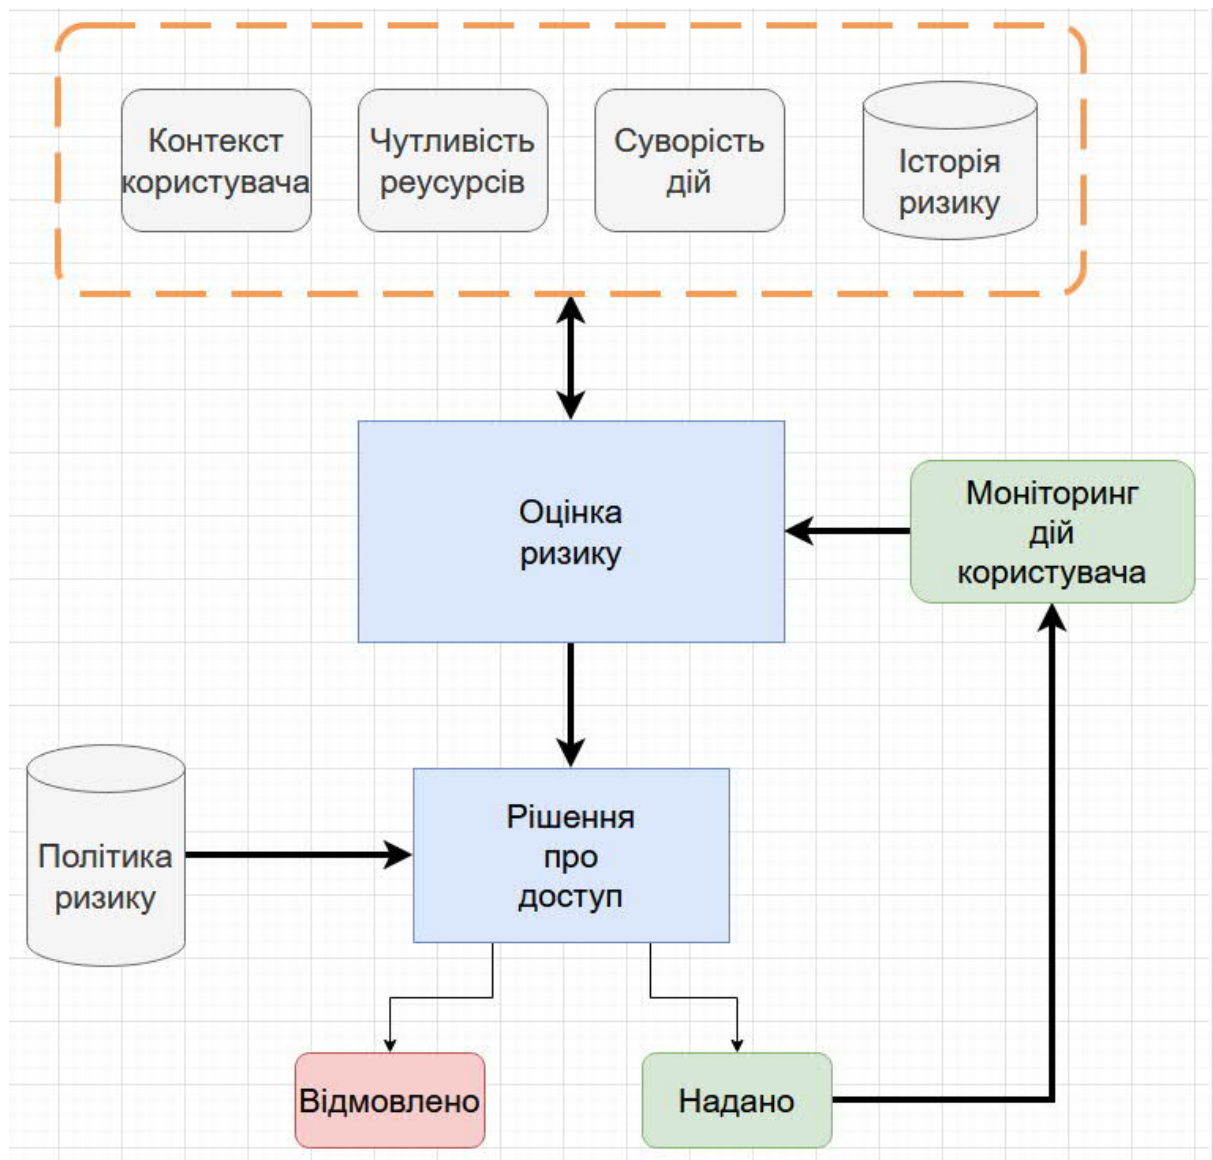 Контекст
користувача
Чутливість
реусурсів
Суворість
дій
Історія
ризику
Оцінка
ризику
Моніторинг
дій
користувача
Політика
ризику
Рішення
про
доступ
Відмовлено
Надано